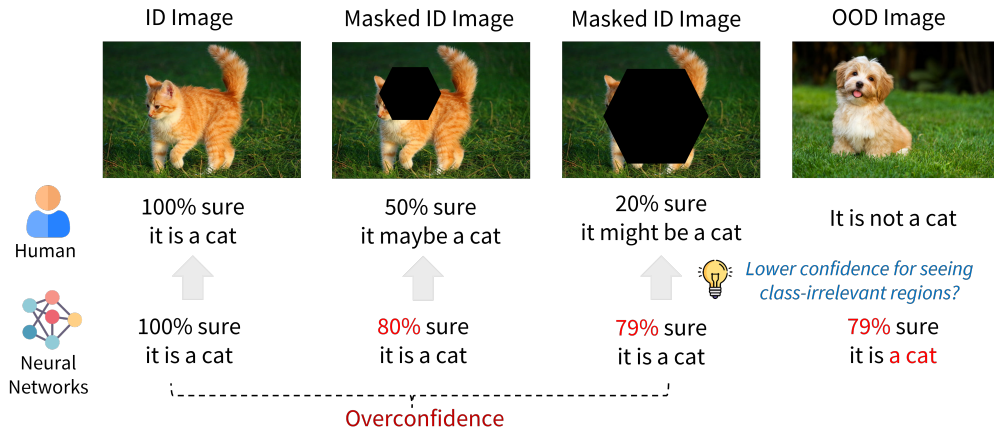 ID Image
Masked ID Image
Masked ID Image
OOD Image
Human
100% sure
it is a cat
50% sure
it maybe a cat
20% sure
it might be a cat
It is not a cat
Lower confidence for seeing
class-irrelevant regions?
Neural
Networks
100% sure
it is a cat
80% sure
it is a cat
79% sure
it is a cat
79% sure
it is a cat
Overconfidence